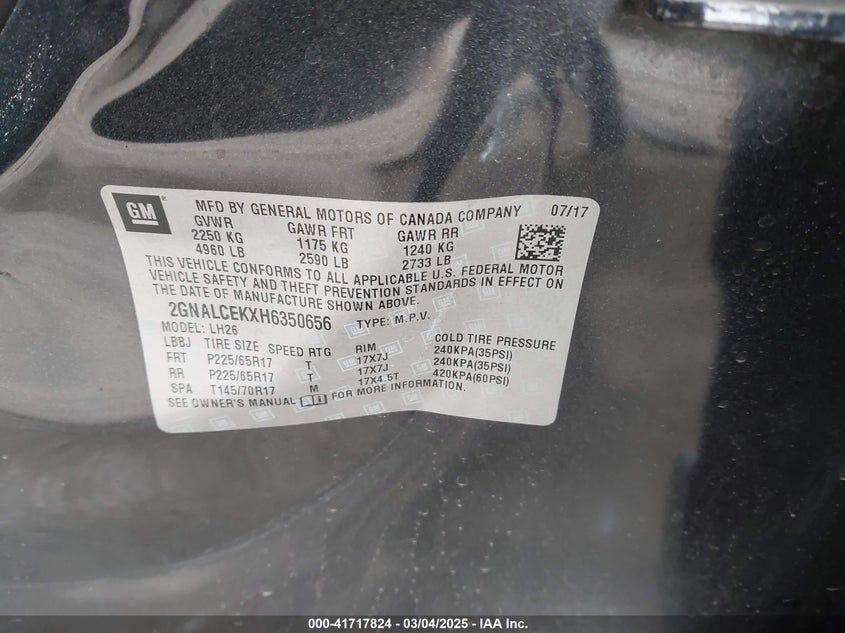 GM
MFD BY GENERAL MOTORS OF CANADA COMPANY 07/17
GVWR GAWR FRT GAWR RR
2250 KG 1175 KG 1240 KG
4960 LB 2590 LB 2733 LB
THIS VEHICLE CONFORMS TO ALL APPLICABLE U.S. FEDERAL MOTOR
VEHICLE SAFETY AND THEFT PREVENTION STANDARDS IN EFFECT ON
THE DATE OF MANUFACTURE SHOWN ABOVE.
2GNALCEKXH6350656 TYPE: M.P.V.
MODEL: LH26
LBBJ TIRE SIZE SPEED RTG RIM COLD TIRE PRESSURE
FRT P225/65R17 T 17X7J 240KPA(35PSI)
RR P225/65R17 T 17X7J 240KPA(35PSI)
SPA T145/70R17 M 17X4.5T 420KPA(60PSI)
SEE OWNER'S MANUAL FOR MORE INFORMATION.
000-41717824 — 03/04/2025 — IAA Inc.